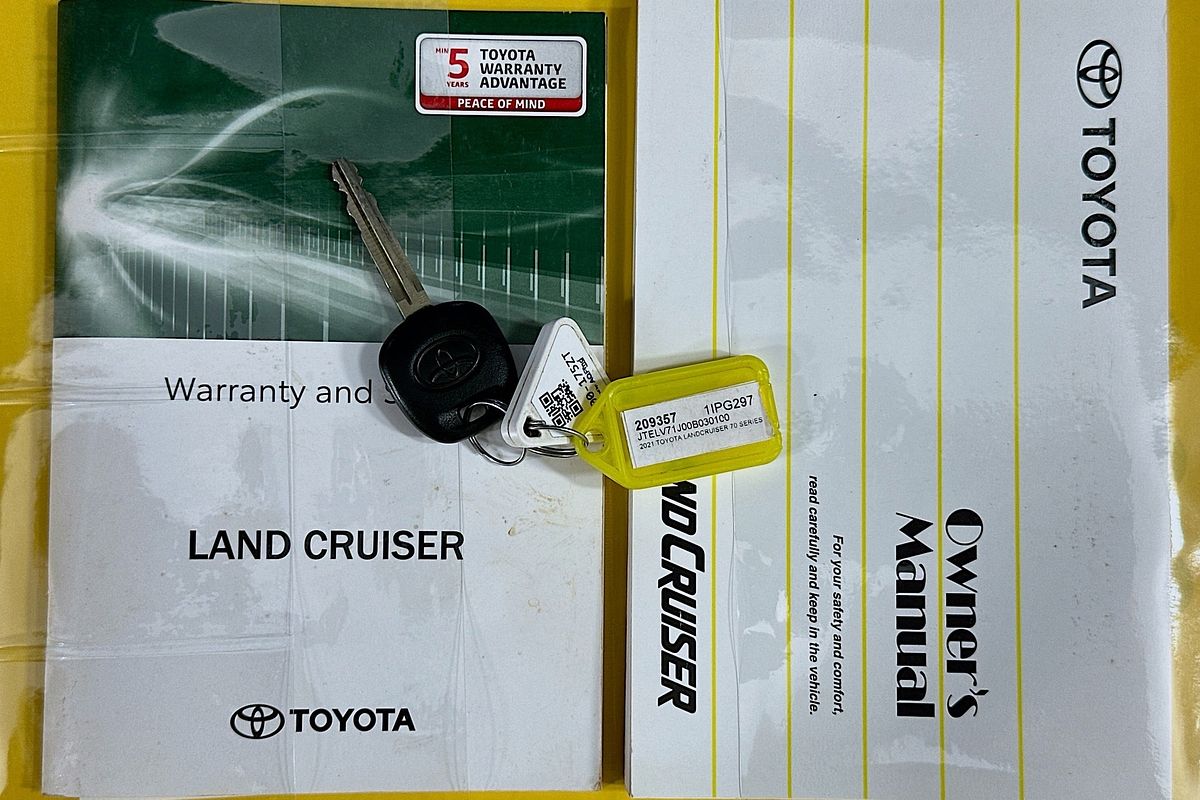 MIN 5 YEARS
TOYOTA
WARRANTY
ADVANTAGE
PEACE OF MIND
Warranty and
LAND CRUISER
TOYOTA
-175ZT
209357 1IPG297
JTELV71J00B030100
2021 TOYOTA LANDCRUISER 70 SERIES
TOYOTA
Owner's
Manual
For your safety and comfort,
read carefully and keep in the vehicle.
CRUISER